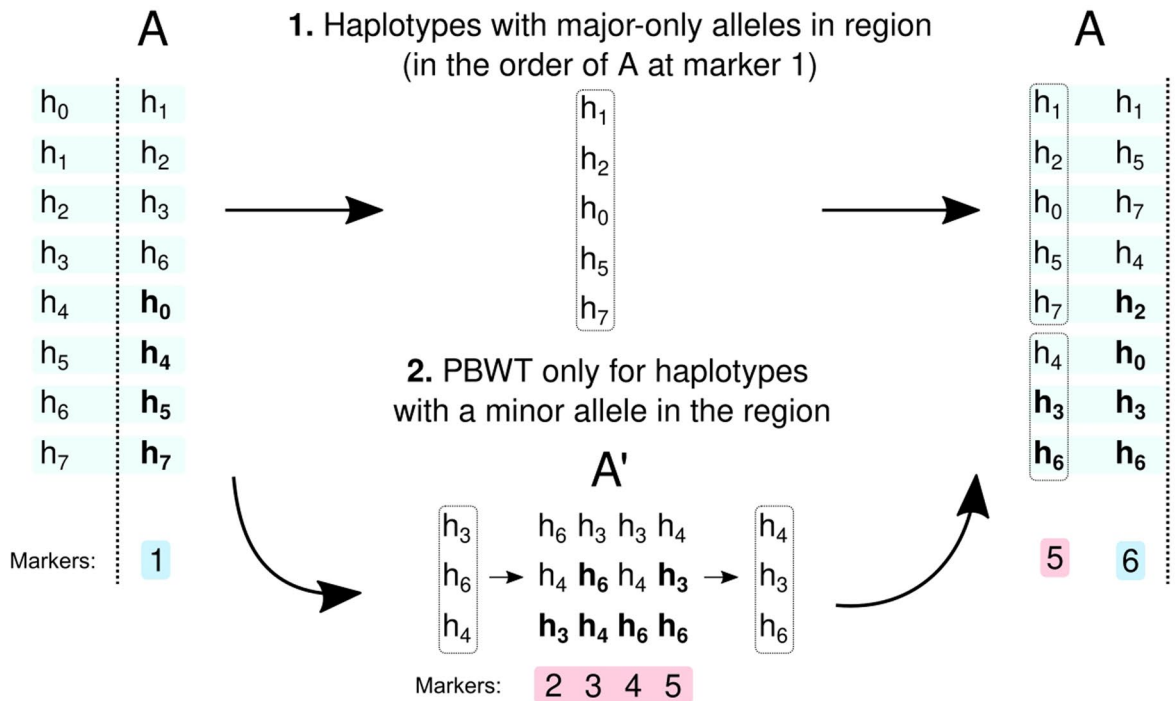 A
1. Haplotypes with major-only alleles in region
(in the order of A at marker 1)
A
h₀ h₁
h₁ h₂
h₂ h₃
h₃ h₆
h₄ h₀
h₅ h₄
h₆ h₅
h₇ h₇
Markers: 1
h₁
h₂
h₀
h₅
h₇
2. PBWT only for haplotypes
with a minor allele in the region
A'
h₃ h₆ h₃ h₃ h₄ h₄
h₆ h₄ h₆ h₄ h₃ h₃
h₄ h₃ h₄ h₆ h₆ h₆
Markers: 2 3 4 5
h₁ h₁
h₂ h₅
h₀ h₇
h₅ h₄
h₇ h₂
h₄ h₀
h₃ h₃
h₆ h₆
5 6